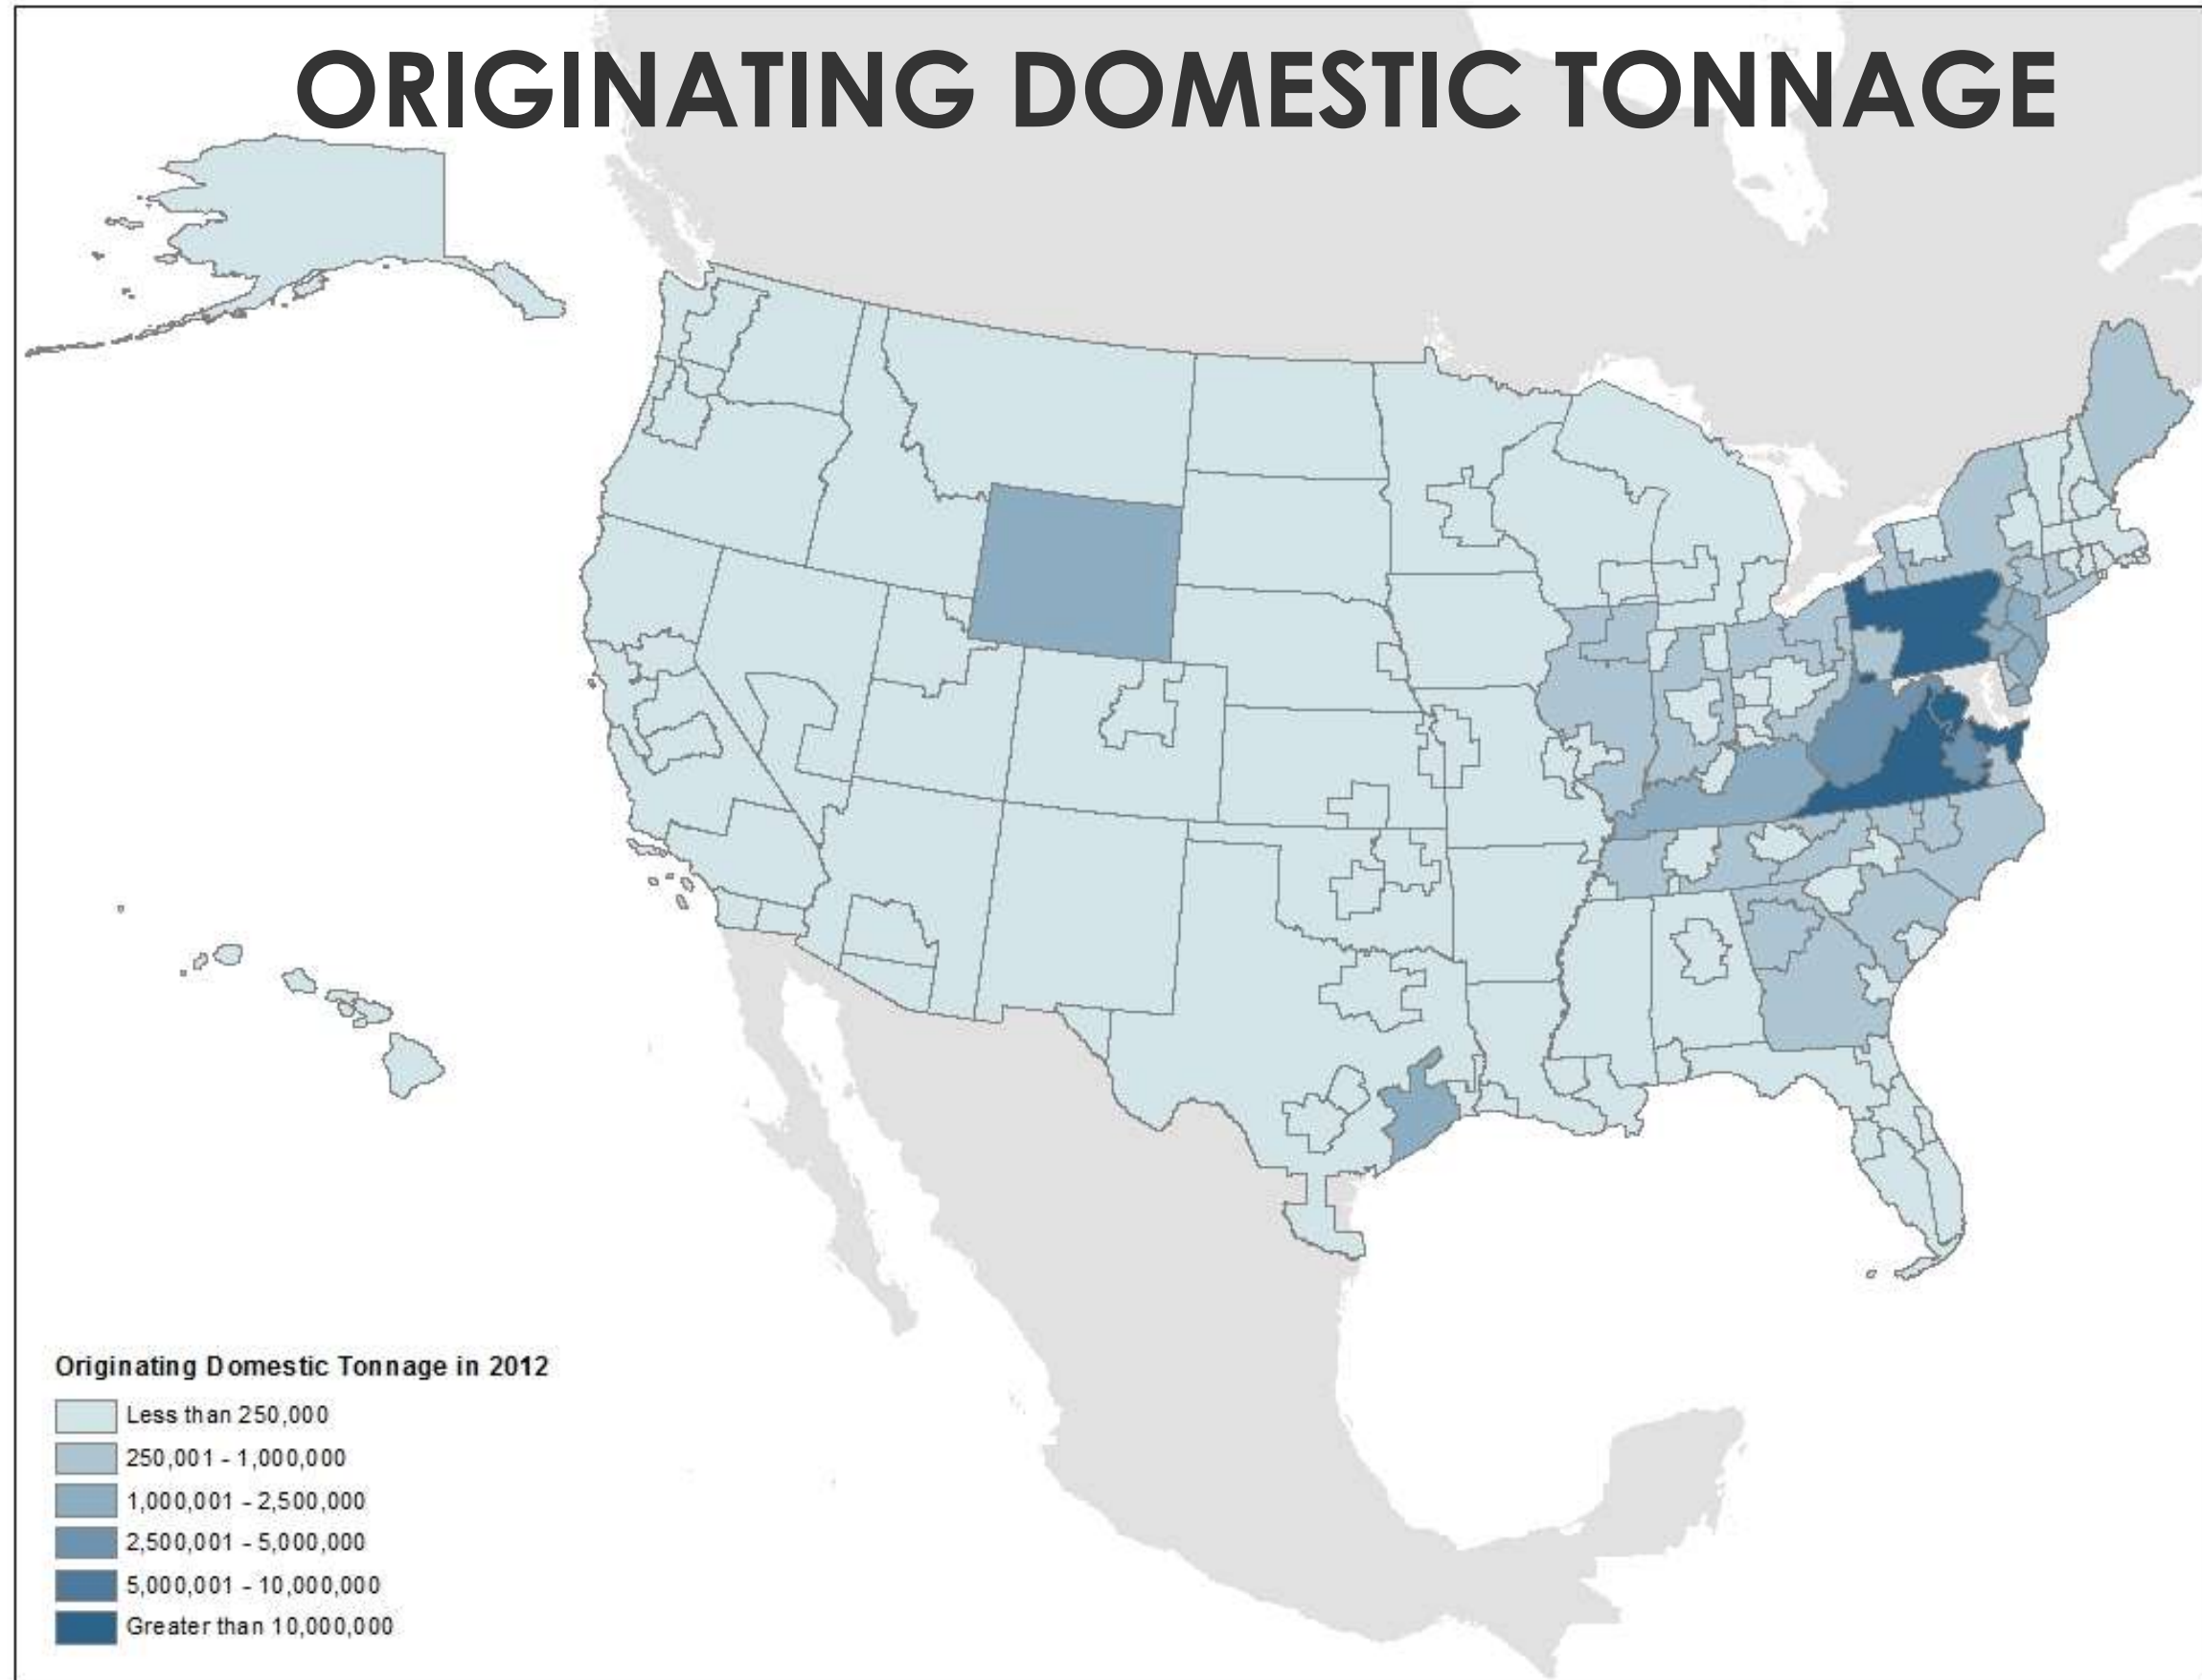 ORIGINATING DOMESTIC TONNAGE
Originating Domestic Tonnage in 2012
Less than 250,000
250,001 - 1,000,000
1,000,001 - 2,500,000
2,500,001 - 5,000,000
5,000,001 - 10,000,000
Greater than 10,000,000